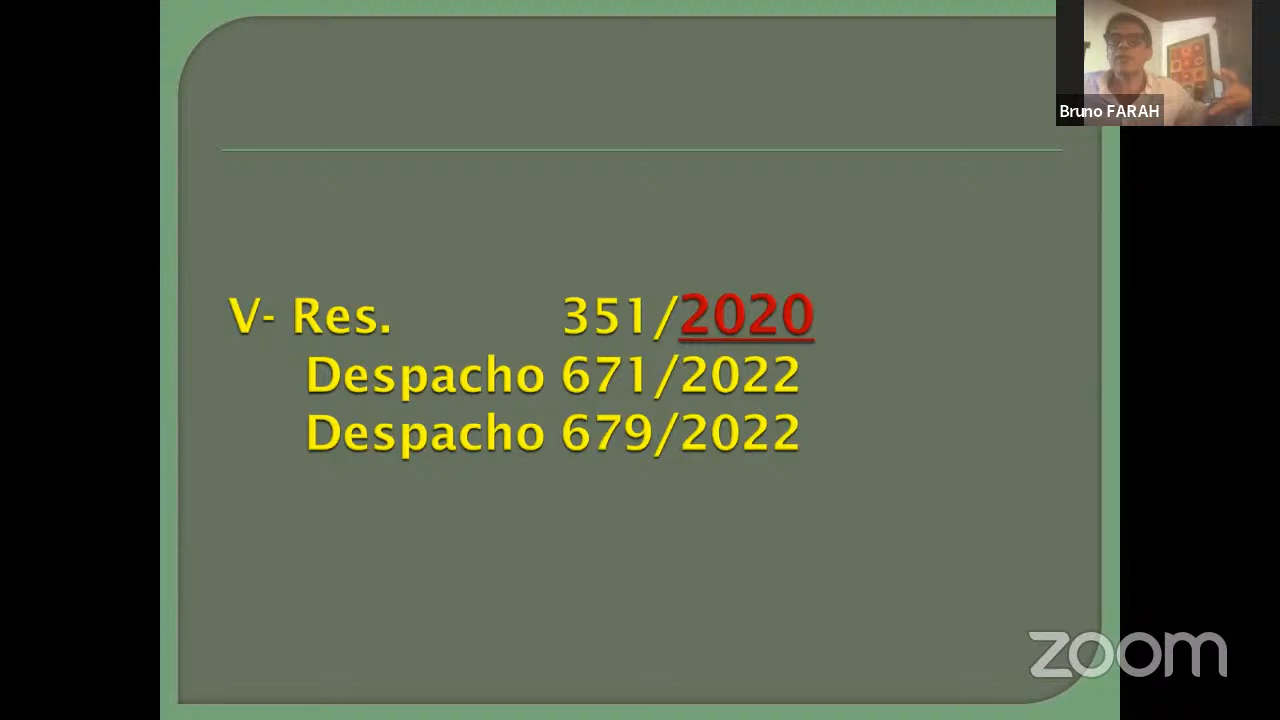 Bruno FARAH
V- Res. 351/2020
Despacho 671/2022
Despacho 679/2022
zoom